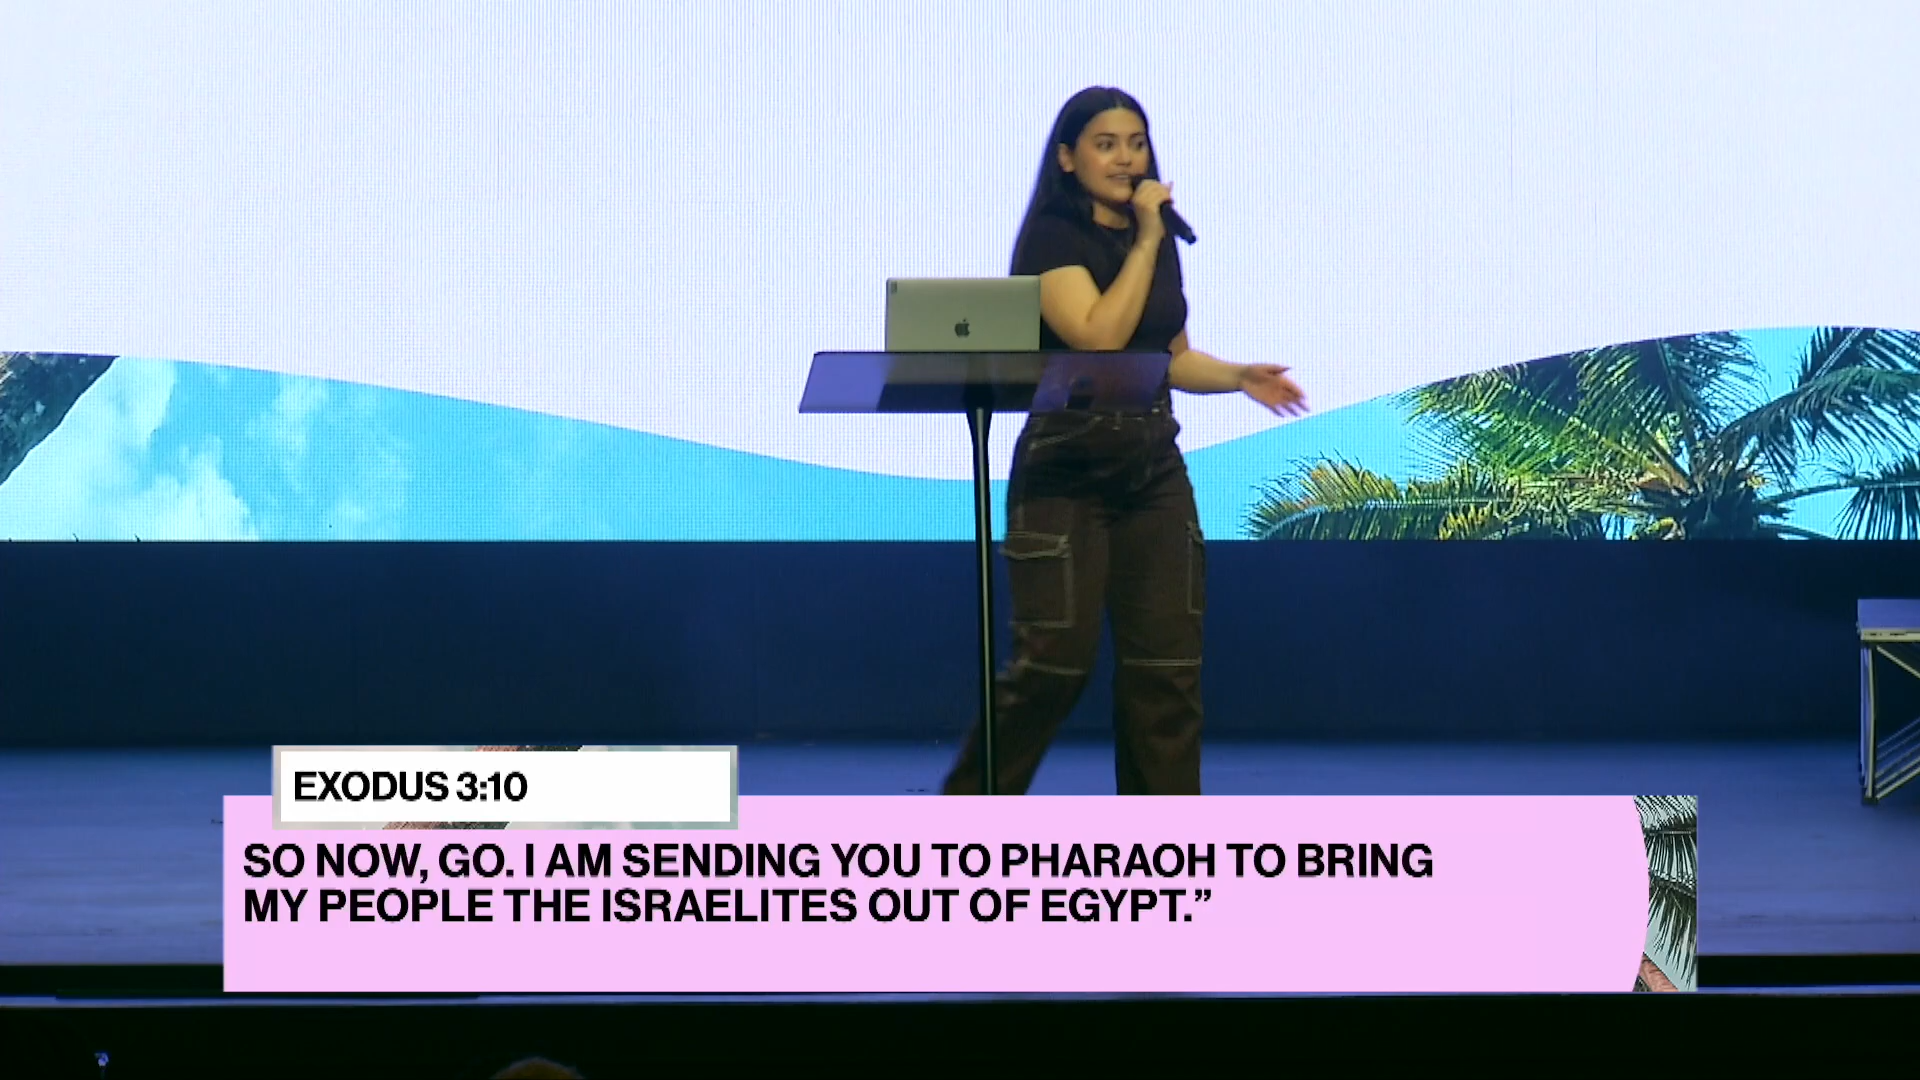 EXODUS 3:10
SO NOW, GO. I AM SENDING YOU TO PHARAOH TO BRING
MY PEOPLE THE ISRAELITES OUT OF EGYPT.”